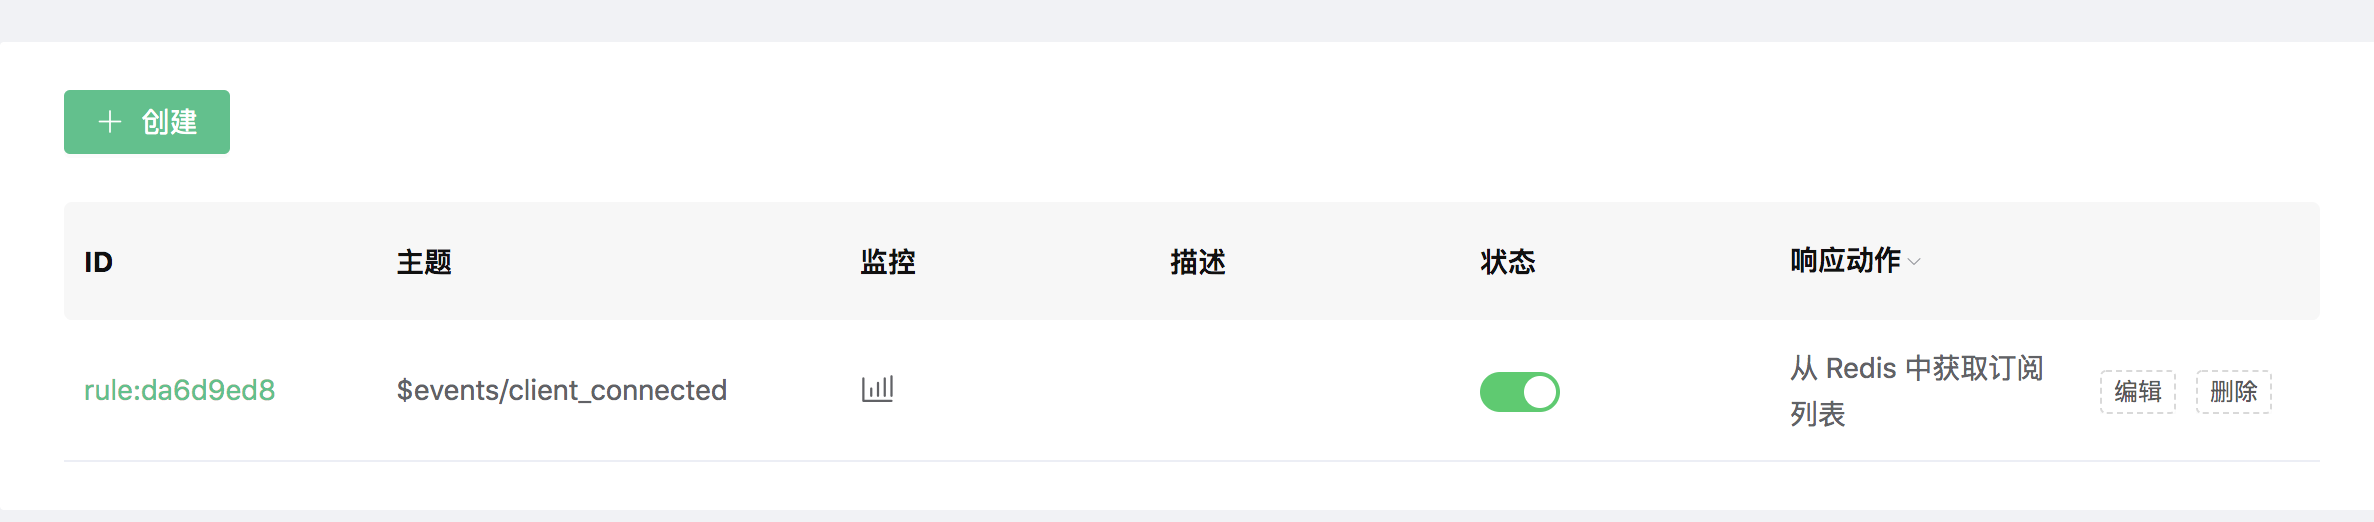 创建
ID 主题 监控 描述 状态 响应动作
rule:da6d9ed8 $events/client_connected 从 Redis 中获取订阅 编辑 删除
列表